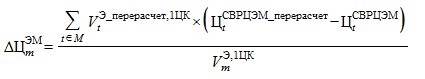 ΔЦ_m^ЭМ = ∑_{t∈M} V_t^{Э_перерасчет,1ЦК} × (Ц_t^{СВРЦЭМ_перерасчет} − Ц_t^{СВРЦЭМ}) / V_m^{Э,1ЦК}